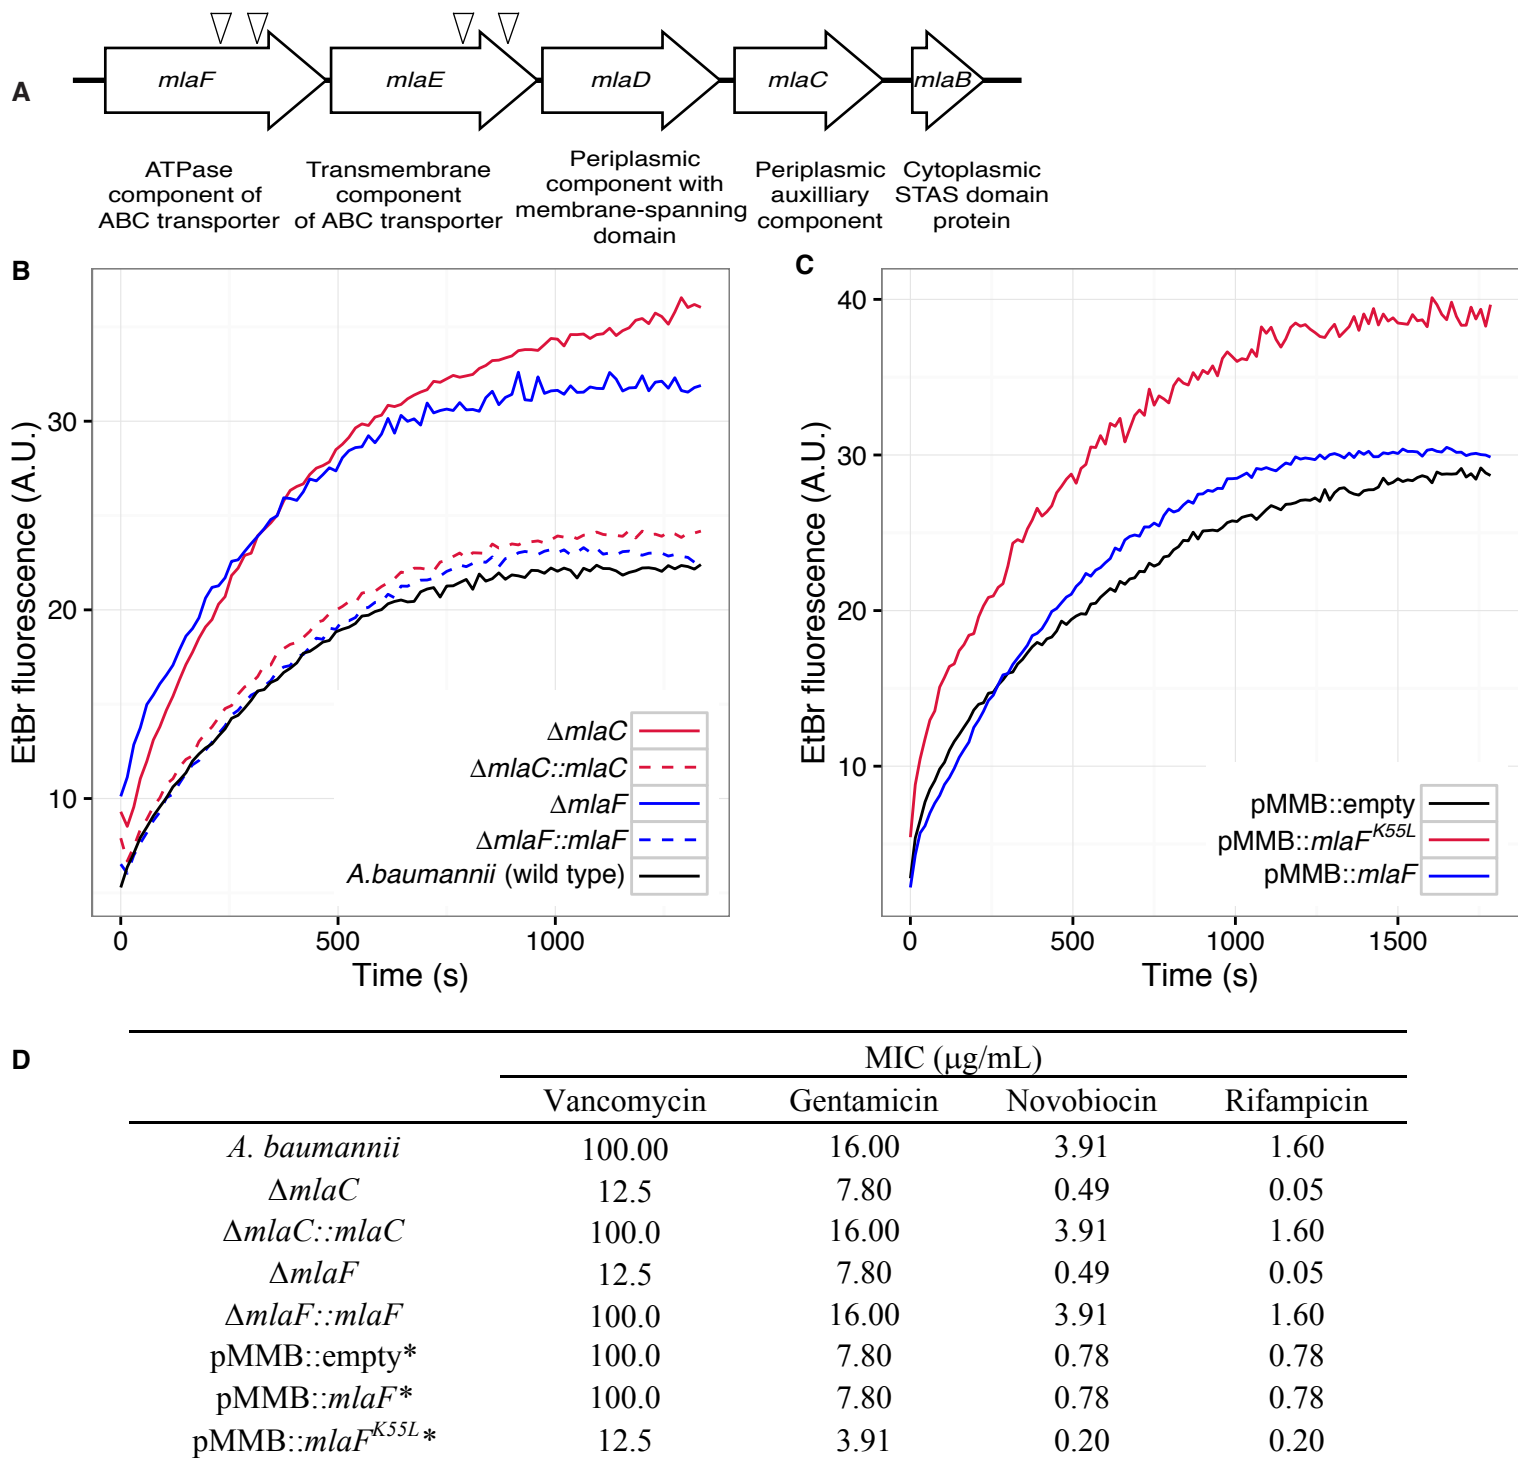 A
mlaF mlaE mlaD mlaC mlaB
ATPase
component of
ABC transporter
Transmembrane
component
of ABC transporter
Periplasmic
component with
membrane-spanning
domain
Periplasmic
auxilliary
component
Cytoplasmic
STAS domain
protein
B
EtBr fluorescence (A.U.)
30
20
10
0 500 1000
Time (s)
ΔmlaC
ΔmlaC::mlaC
ΔmlaF
ΔmlaF::mlaF
A.baumannii (wild type)
C
EtBr fluorescence (A.U.)
40
30
20
10
0 500 1000 1500
Time (s)
pMMB::empty
pMMB::mlaF^K55L
pMMB::mlaF
D
MIC (μg/mL)
Vancomycin Gentamicin Novobiocin Rifampicin
A. baumannii 100.00 16.00 3.91 1.60
ΔmlaC 12.5 7.80 0.49 0.05
ΔmlaC::mlaC 100.0 16.00 3.91 1.60
ΔmlaF 12.5 7.80 0.49 0.05
ΔmlaF::mlaF 100.0 16.00 3.91 1.60
pMMB::empty* 100.0 7.80 0.78 0.78
pMMB::mlaF* 100.0 7.80 0.78 0.78
pMMB::mlaF^K55L* 12.5 3.91 0.20 0.20